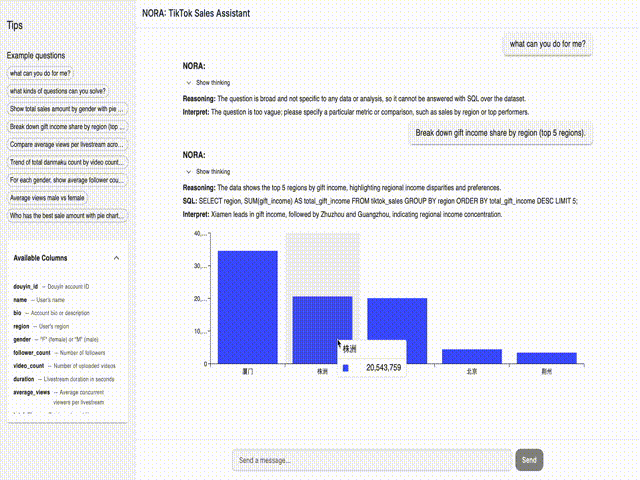 Tips
Example questions
what can you do for me?
what kinds of questions can you solve?
Show total sales amount by gender with pie ...
Break down gift income share by region (top ...
Compare average views per livestream acro...
Trend of total danmaku count by video count...
For each gender, show average follower cou...
Average views male vs female
Who has the best sale amount with pie chart...
Available Columns
douyin_id — Douyin account ID
name — User's name
bio — Account bio or description
region — User's region
gender — "F" (female) or "M" (male)
follower_count — Number of followers
video_count — Number of uploaded videos
duration — Livestream duration in seconds
average_views — Average concurrent
viewers per livestream
NORA: TikTok Sales Assistant
what can you do for me?
NORA:
Show thinking
Reasoning: The question is broad and not specific to any data or analysis, so it cannot be answered with SQL over the dataset.
Interpret: The question is too vague; please specify a particular metric or comparison, such as sales by region or top performers.
Break down gift income share by region (top 5 regions).
NORA:
Show thinking
Reasoning: The data shows the top 5 regions by gift income, highlighting regional income disparities and preferences.
SQL: SELECT region, SUM(gift_income) AS total_gift_income FROM tiktok_sales GROUP BY region ORDER BY total_gift_income DESC LIMIT 5;
Interpret: Xiamen leads in gift income, followed by Zhuzhou and Guangzhou, indicating regional income concentration.
40,...
30,...
20,...
10,...
0
株洲
20,543,759
厦门 株洲 北京 荆州
Send a message...
Send